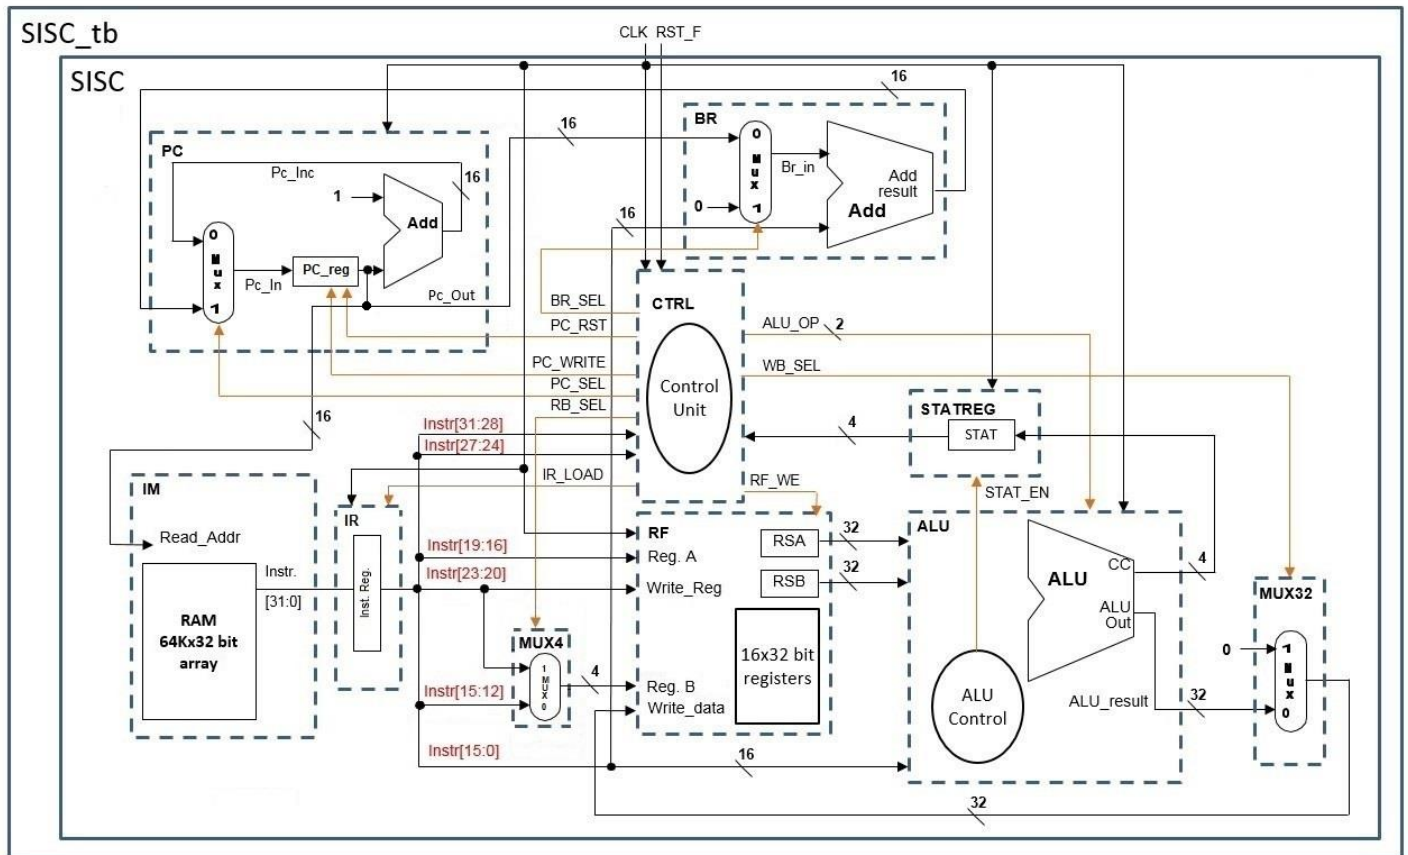 SISC_tb
CLK RST_F
SISC
16
PC
Pc_Inc
16
1
Add
0
Mux
1
Pc_In
PC_reg
Pc_Out
16
BR
0
Mux
1
0
Br_in
Add
result
Add
16
CTRL
Control
Unit
BR_SEL
PC_RST
PC_WRITE
PC_SEL
RB_SEL
Instr[31:28]
Instr[27:24]
IR_LOAD
ALU_OP
2
WB_SEL
STATREG
STAT
4
RF_WE
STAT_EN
16
IM
Read_Addr
Instr.
[31:0]
RAM
64Kx32 bit
array
IR
Inst. Reg.
Instr[19:16]
Instr[23:20]
Instr[15:12]
Instr[15:0]
MUX4
1
MUX
0
4
RF
Reg. A
Write_Reg
Reg. B
Write_data
RSA
RSB
32
32
16x32 bit
registers
16
ALU
ALU
CC
ALU
Out
4
ALU
Control
ALU_result
32
MUX32
0
1
Mux
0
32